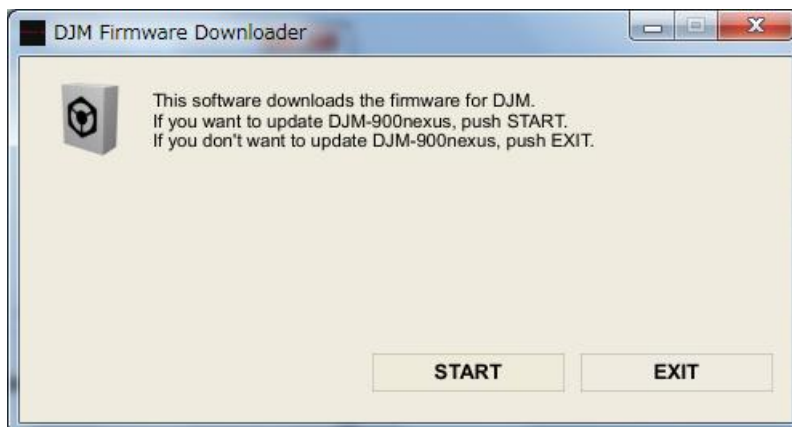 DJM Firmware Downloader
This software downloads the firmware for DJM.
If you want to update DJM-900nexus, push START.
If you don't want to update DJM-900nexus, push EXIT.
START
EXIT